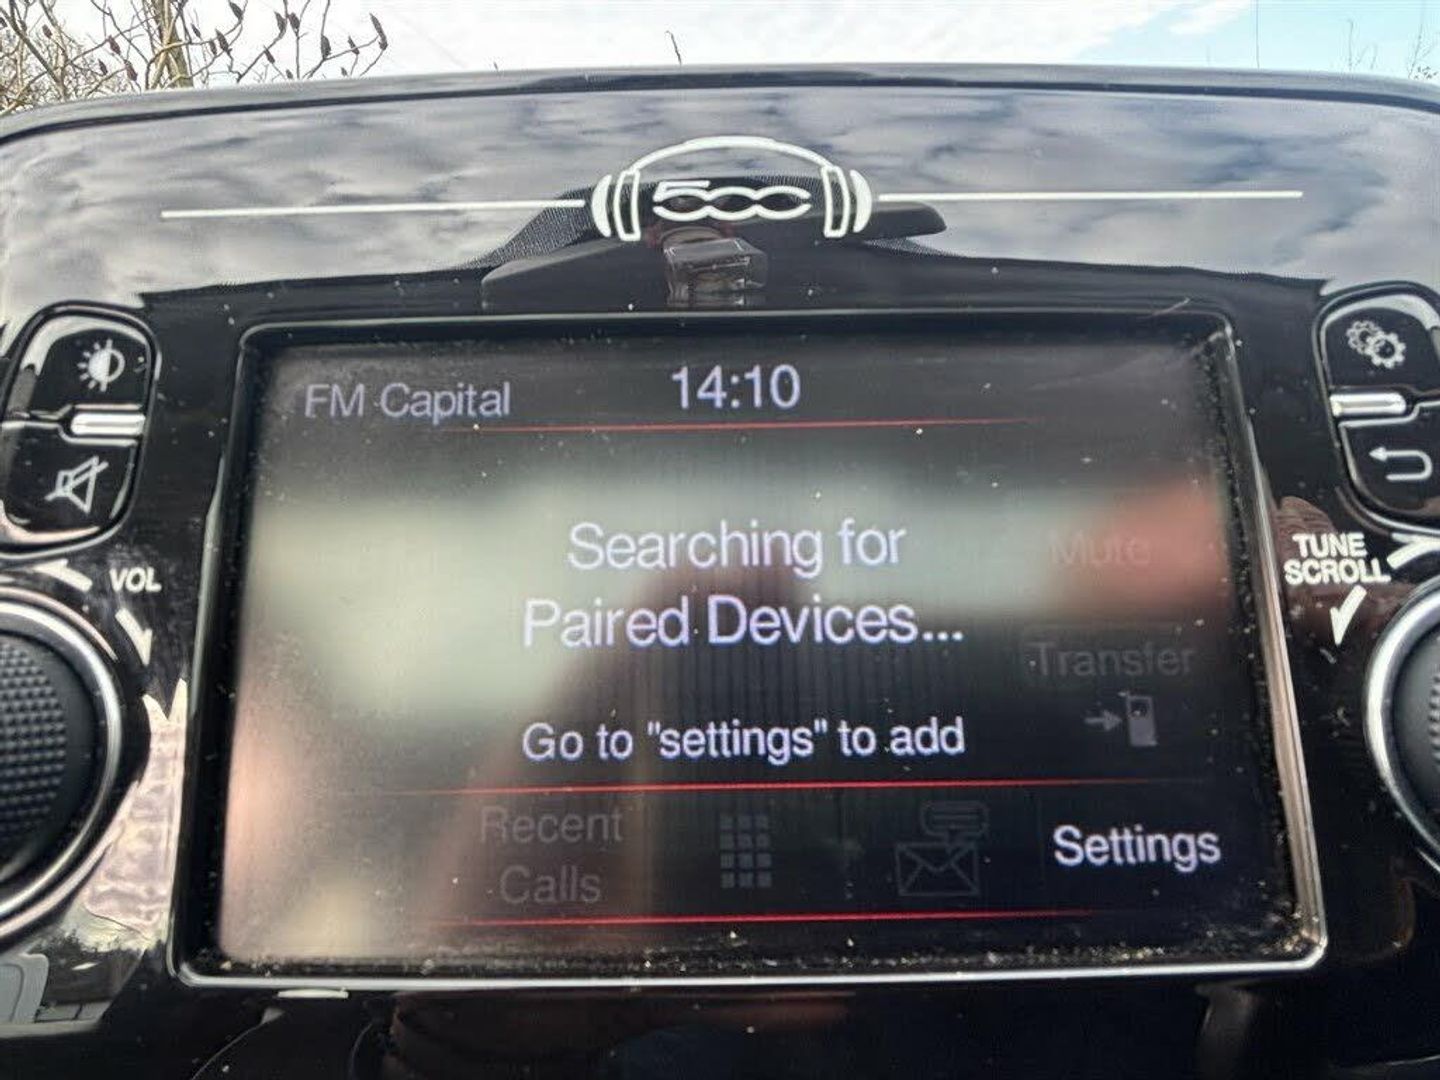 500
FM Capital 14:10
Searching for
Paired Devices...
Mute
Transfer
Go to "settings" to add
Recent
Calls
Settings
VOL
TUNE
SCROLL